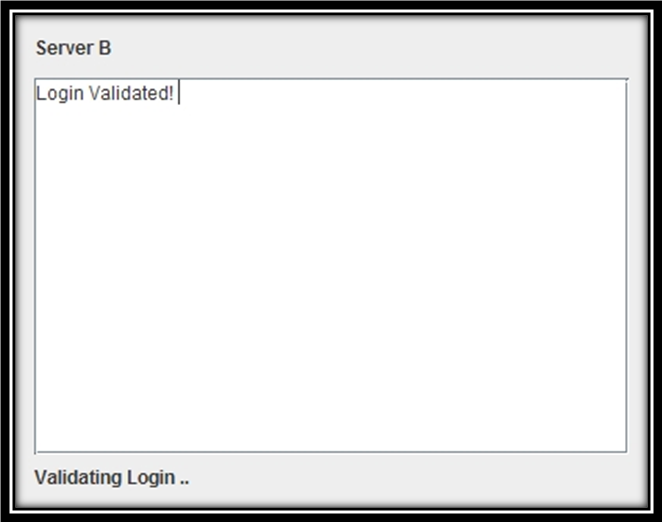 Server B
Login Validated!
Validating Login ..